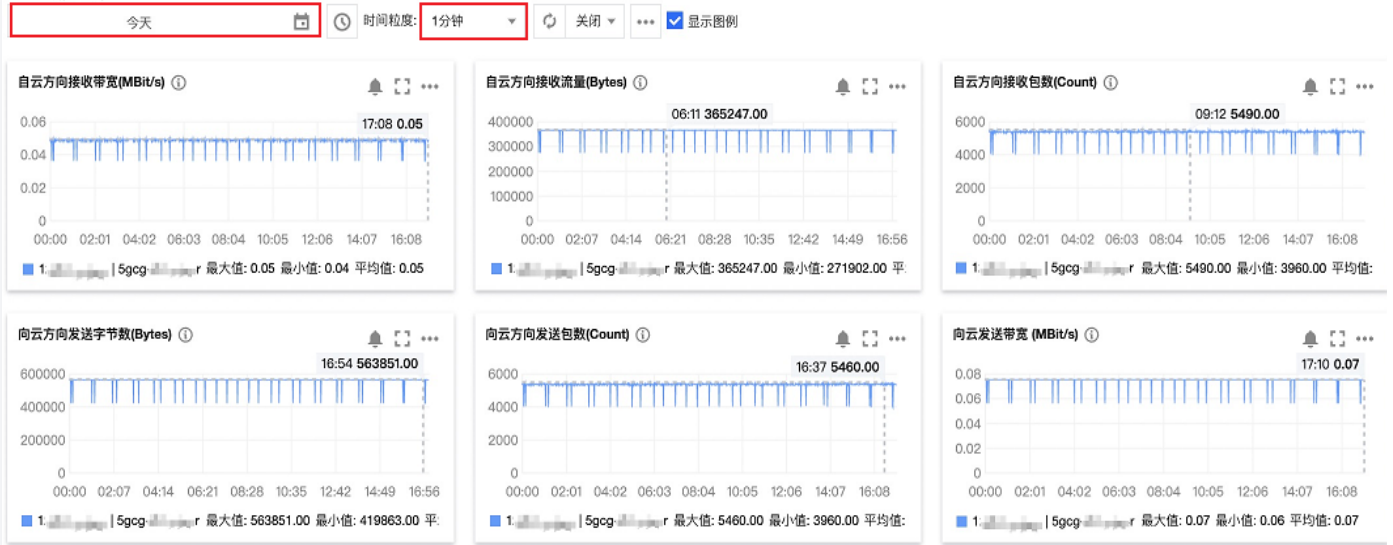 今天 时间粒度: 1分钟 关闭 ••• 显示图例
自云方向接收带宽(MBit/s)
17:08 0.05
0.06
0.04
0.02
0
00:00 02:01 04:02 06:03 08:04 10:05 12:06 14:07 16:08
1 | 5gcg- r 最大值: 0.05 最小值: 0.04 平均值: 0.05
自云方向接收流量(Bytes)
06:11 365247.00
400000
300000
200000
100000
0
00:00 02:07 04:14 06:21 08:28 10:35 12:42 14:49 16:56
1 | 5gcg- r 最大值: 365247.00 最小值: 271902.00 平
自云方向接收包数(Count)
09:12 5490.00
6000
4000
2000
0
00:00 02:01 04:02 06:03 08:04 10:05 12:06 14:07 16:08
1 | 5gcg- r 最大值: 5490.00 最小值: 3960.00 平均值:
向云方向发送字节数(Bytes)
16:54 563851.00
600000
400000
200000
0
00:00 02:07 04:14 06:21 08:28 10:35 12:42 14:49 16:56
1 | 5gcg- r 最大值: 563851.00 最小值: 419863.00 平
向云方向发送包数(Count)
16:37 5460.00
6000
4000
2000
0
00:00 02:01 04:02 06:03 08:04 10:05 12:06 14:07 16:08
1 | 5gcg- r 最大值: 5460.00 最小值: 3960.00 平均值:
向云发送带宽 (MBit/s)
17:10 0.07
0.08
0.06
0.04
0.02
0
00:00 02:01 04:02 06:03 08:04 10:05 12:06 14:07 16:08
1 | 5gcg- r 最大值: 0.07 最小值: 0.06 平均值: 0.07